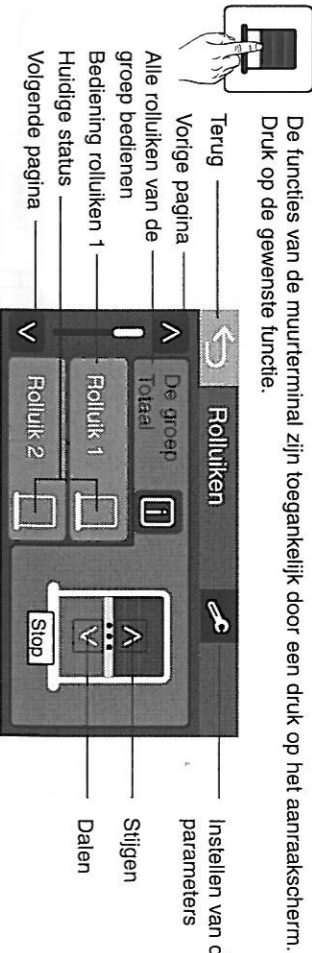 De functies van de muurterminal zijn toegankelijk door een druk op het aanraakscherm.
Druk op de gewenste functie.
Terug
Vorige pagina
Alle rolluiken van de
groep bedienen
Bediening rolluiken 1
Huidige status
Volgende pagina
Rolluiken
De groep
Totaal
Rolluik 1
Rolluik 2
Stop
Instellen van d
parameters
Stijgen
Dalen